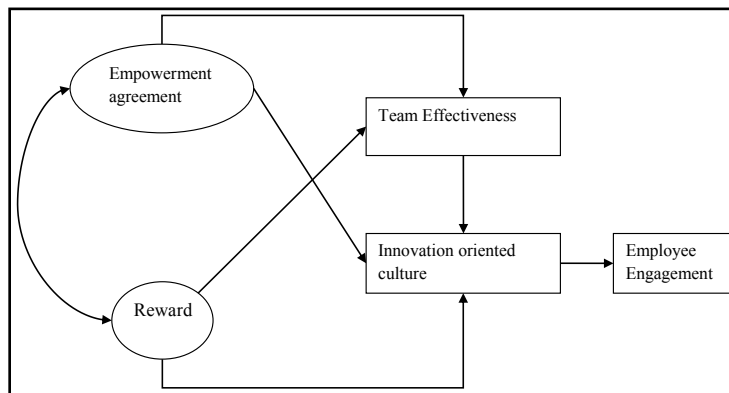 Empowerment
agreement
Team Effectiveness
Innovation oriented
culture
Employee
Engagement
Reward